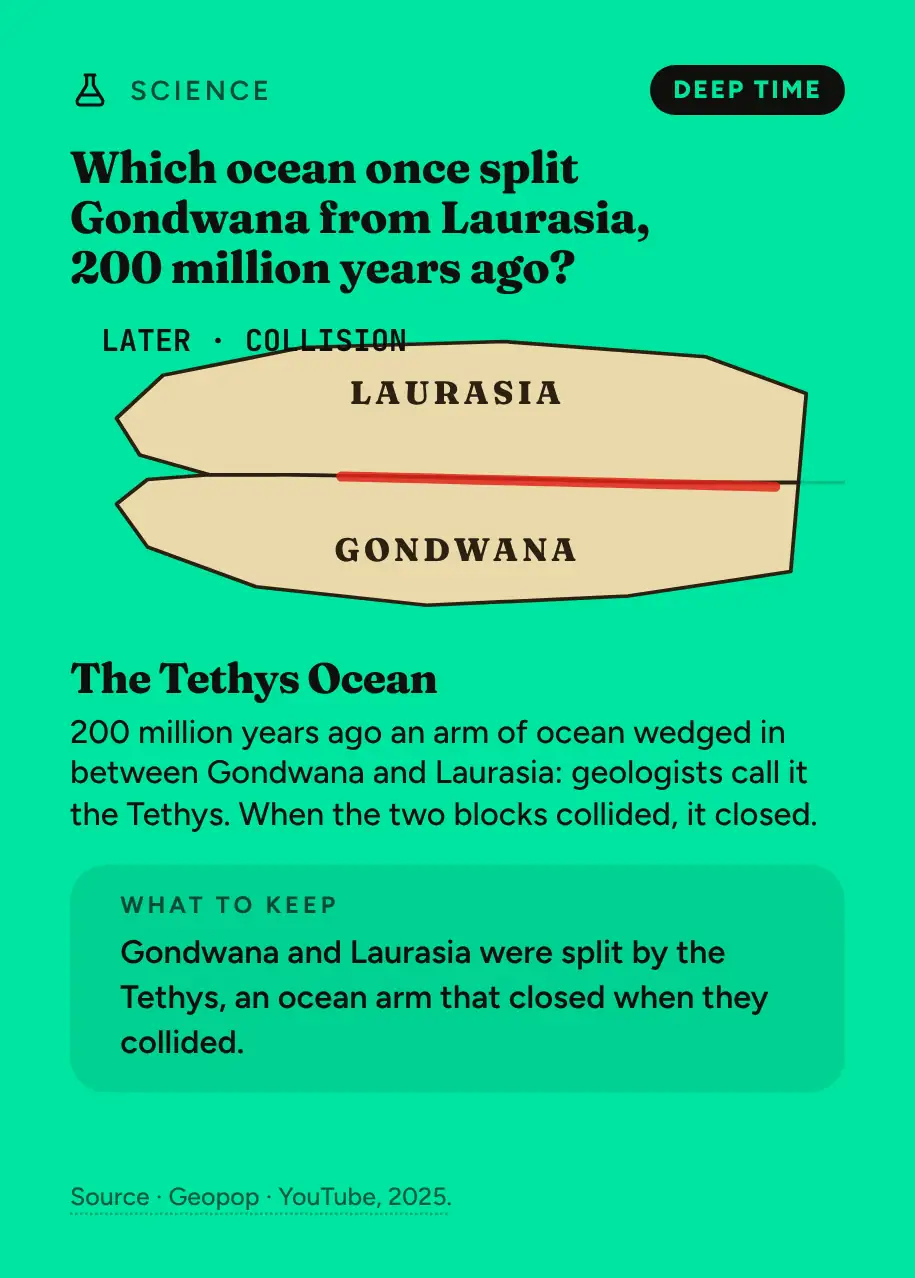 SCIENCE
DEEP TIME
Which ocean once split
Gondwana from Laurasia,
200 million years ago?
LATER · COLLISION
LAURASIA
GONDWANA
The Tethys Ocean
200 million years ago an arm of ocean wedged in
between Gondwana and Laurasia: geologists call it
the Tethys. When the two blocks collided, it closed.
WHAT TO KEEP
Gondwana and Laurasia were split by the
Tethys, an ocean arm that closed when they
collided.
Source · Geopop · YouTube, 2025.